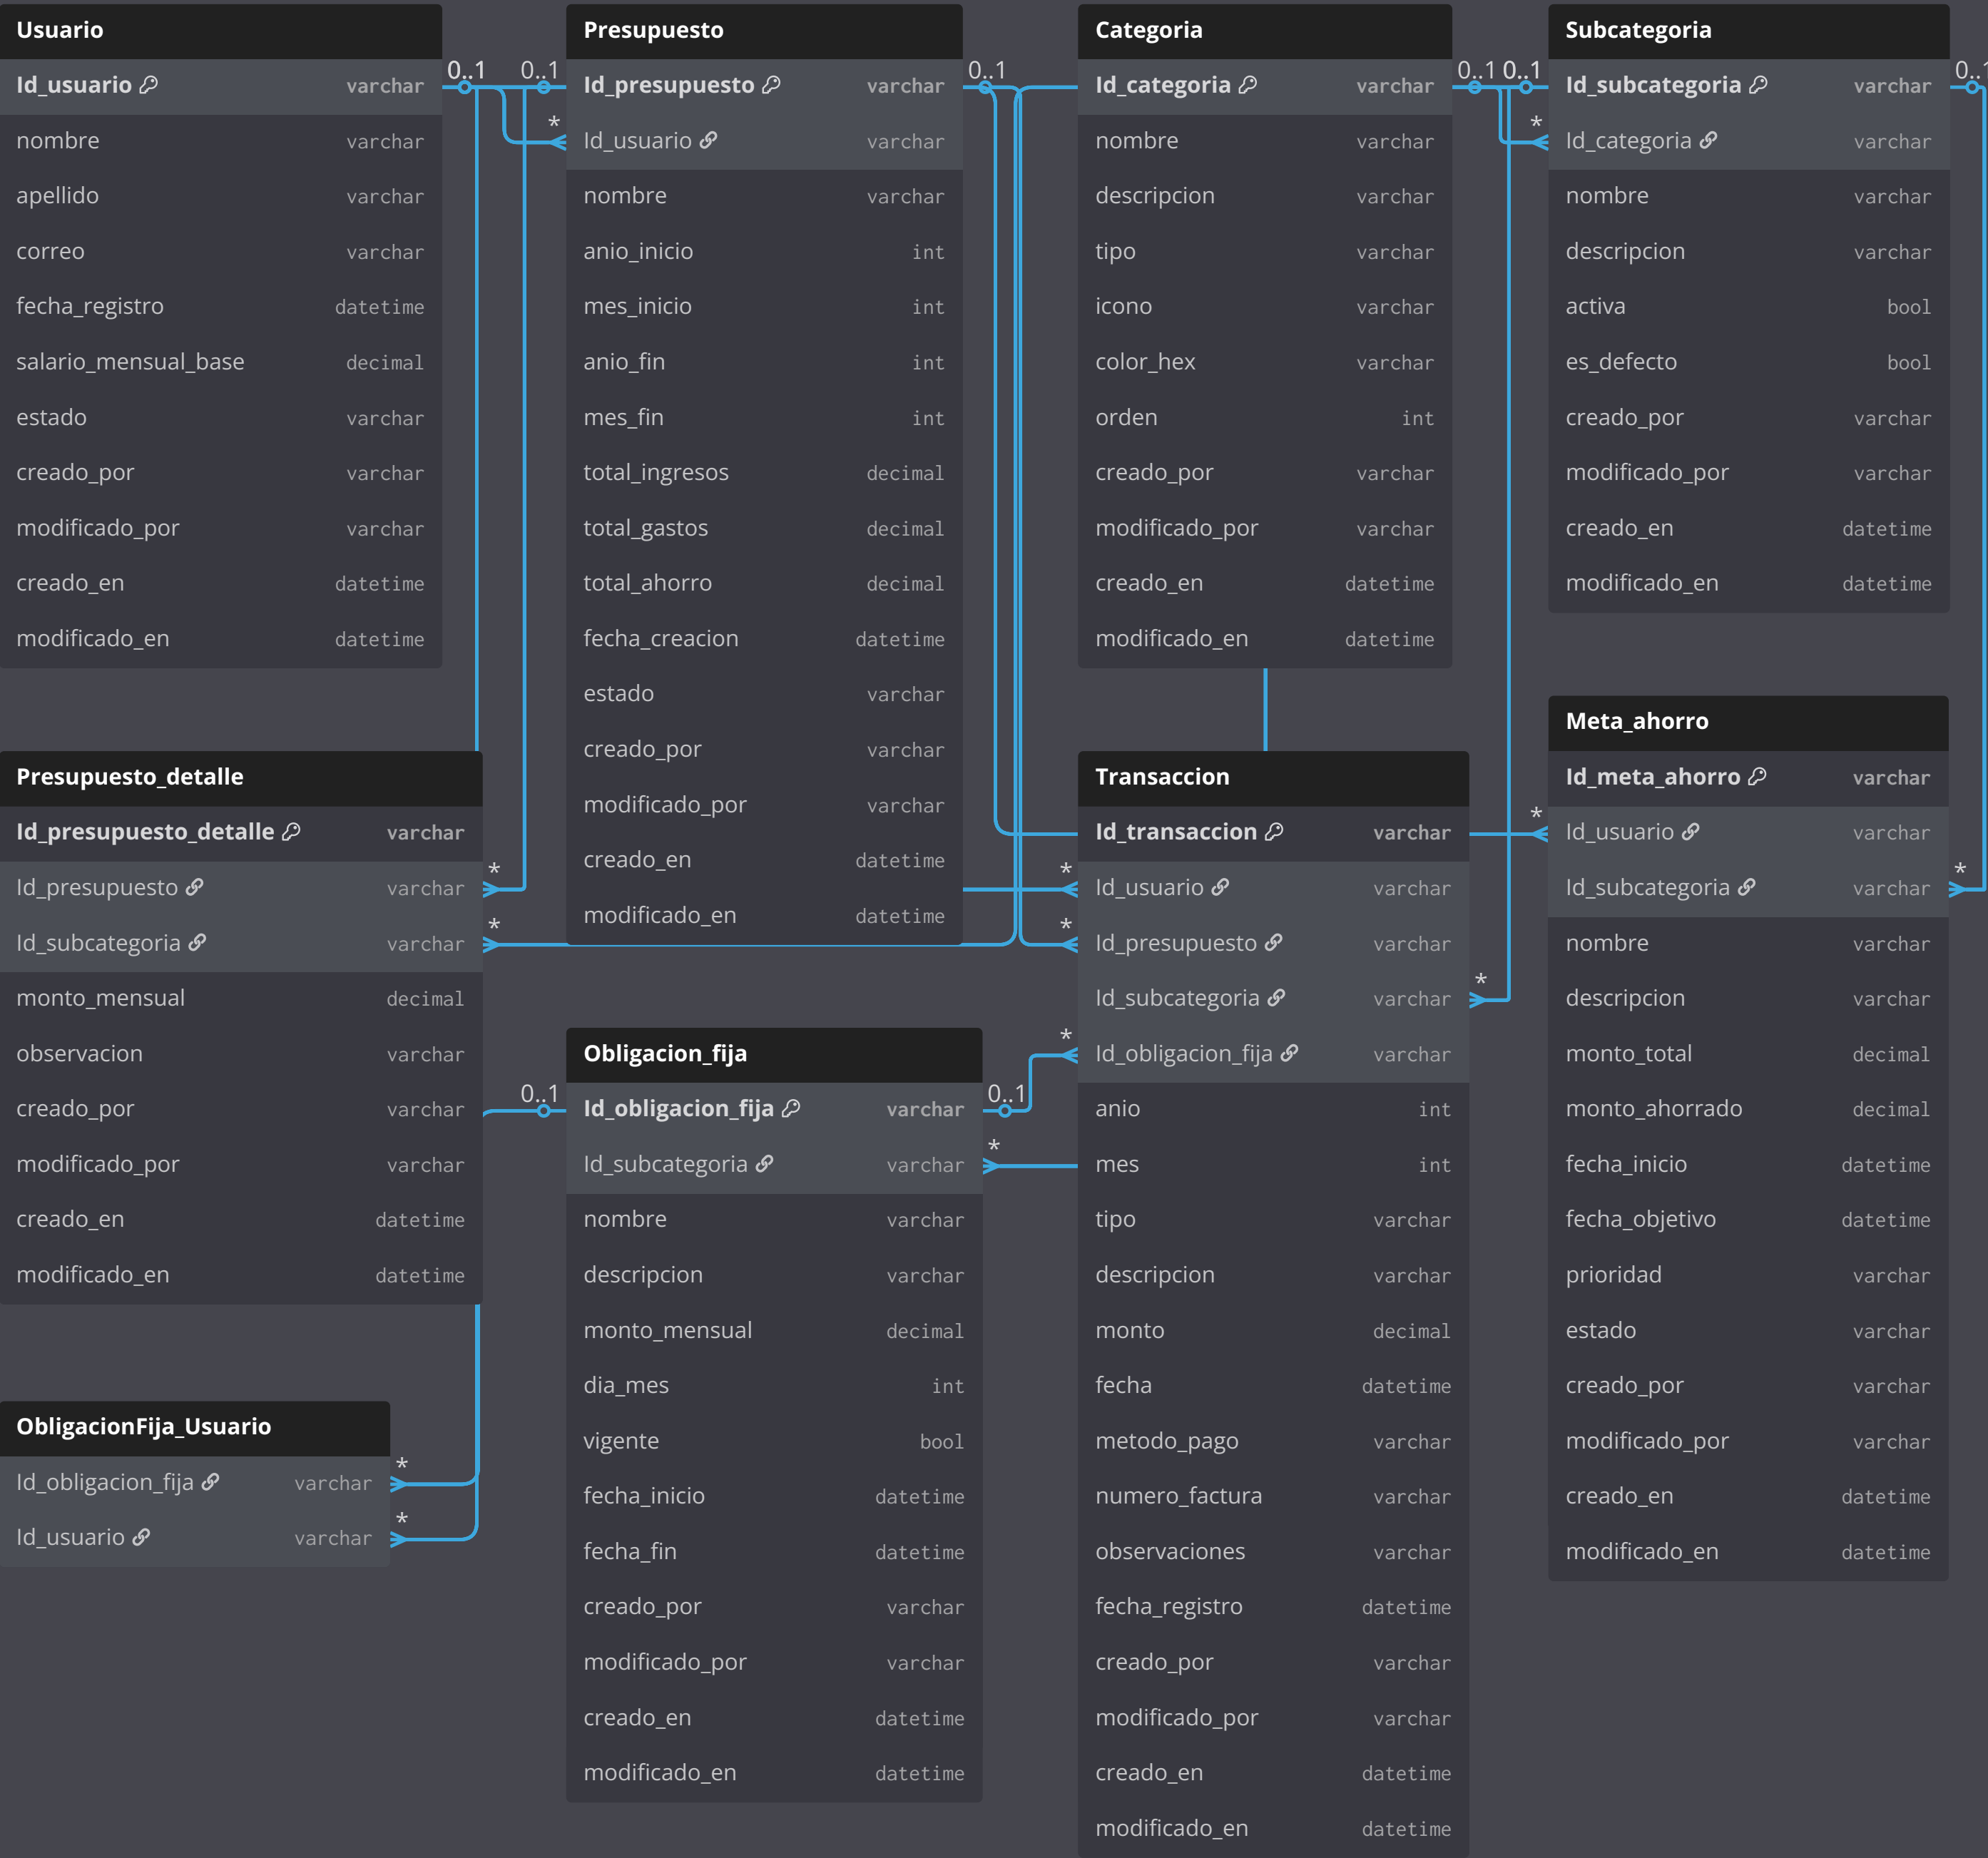 Usuario
Id_usuario varchar
nombre varchar
apellido varchar
correo varchar
fecha_registro datetime
salario_mensual_base decimal
estado varchar
creado_por varchar
modificado_por varchar
creado_en datetime
modificado_en datetime
0..1
0..1
*
Presupuesto
Id_presupuesto varchar
Id_usuario varchar
nombre varchar
anio_inicio int
mes_inicio int
anio_fin int
mes_fin int
total_ingresos decimal
total_gastos decimal
total_ahorro decimal
fecha_creacion datetime
estado varchar
creado_por varchar
modificado_por varchar
creado_en datetime
modificado_en datetime
0..1
Categoria
Id_categoria varchar
nombre varchar
descripcion varchar
tipo varchar
icono varchar
color_hex varchar
orden int
creado_por varchar
modificado_por varchar
creado_en datetime
modificado_en datetime
0..1
0..1
*
Subcategoria
Id_subcategoria varchar
Id_categoria varchar
nombre varchar
descripcion varchar
activa bool
es_defecto bool
creado_por varchar
modificado_por varchar
creado_en datetime
modificado_en datetime
Presupuesto_detalle
Id_presupuesto_detalle varchar
Id_presupuesto varchar
Id_subcategoria varchar
monto_mensual decimal
observacion varchar
creado_por varchar
modificado_por varchar
creado_en datetime
modificado_en datetime
*
*
Transaccion
Id_transaccion varchar
* Id_usuario varchar
* Id_presupuesto varchar
Id_subcategoria varchar *
* Id_obligacion_fija varchar
anio int
mes int
tipo varchar
descripcion varchar
monto decimal
fecha datetime
metodo_pago varchar
numero_factura varchar
observaciones varchar
fecha_registro datetime
creado_por varchar
modificado_por varchar
creado_en datetime
modificado_en datetime
Meta_ahorro
Id_meta_ahorro varchar
* Id_usuario varchar
Id_subcategoria varchar *
nombre varchar
descripcion varchar
monto_total decimal
monto_ahorrado decimal
fecha_inicio datetime
fecha_objetivo datetime
prioridad varchar
estado varchar
creado_por varchar
modificado_por varchar
creado_en datetime
modificado_en datetime
Obligacion_fija
0..1 Id_obligacion_fija varchar 0..1
Id_subcategoria varchar *
nombre varchar
descripcion varchar
monto_mensual decimal
dia_mes int
vigente bool
fecha_inicio datetime
fecha_fin datetime
creado_por varchar
modificado_por varchar
creado_en datetime
modificado_en datetime
ObligacionFija_Usuario
Id_obligacion_fija varchar *
Id_usuario varchar *